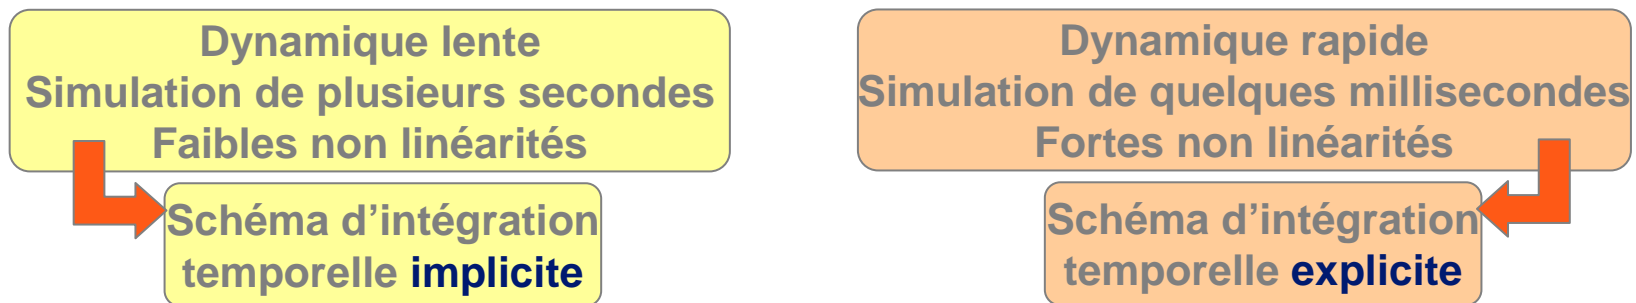 Dynamique lente
Simulation de plusieurs secondes
Faibles non linéarités
Schéma d’intégration
temporelle implicite
Dynamique rapide
Simulation de quelques millisecondes
Fortes non linéarités
Schéma d’intégration
temporelle explicite